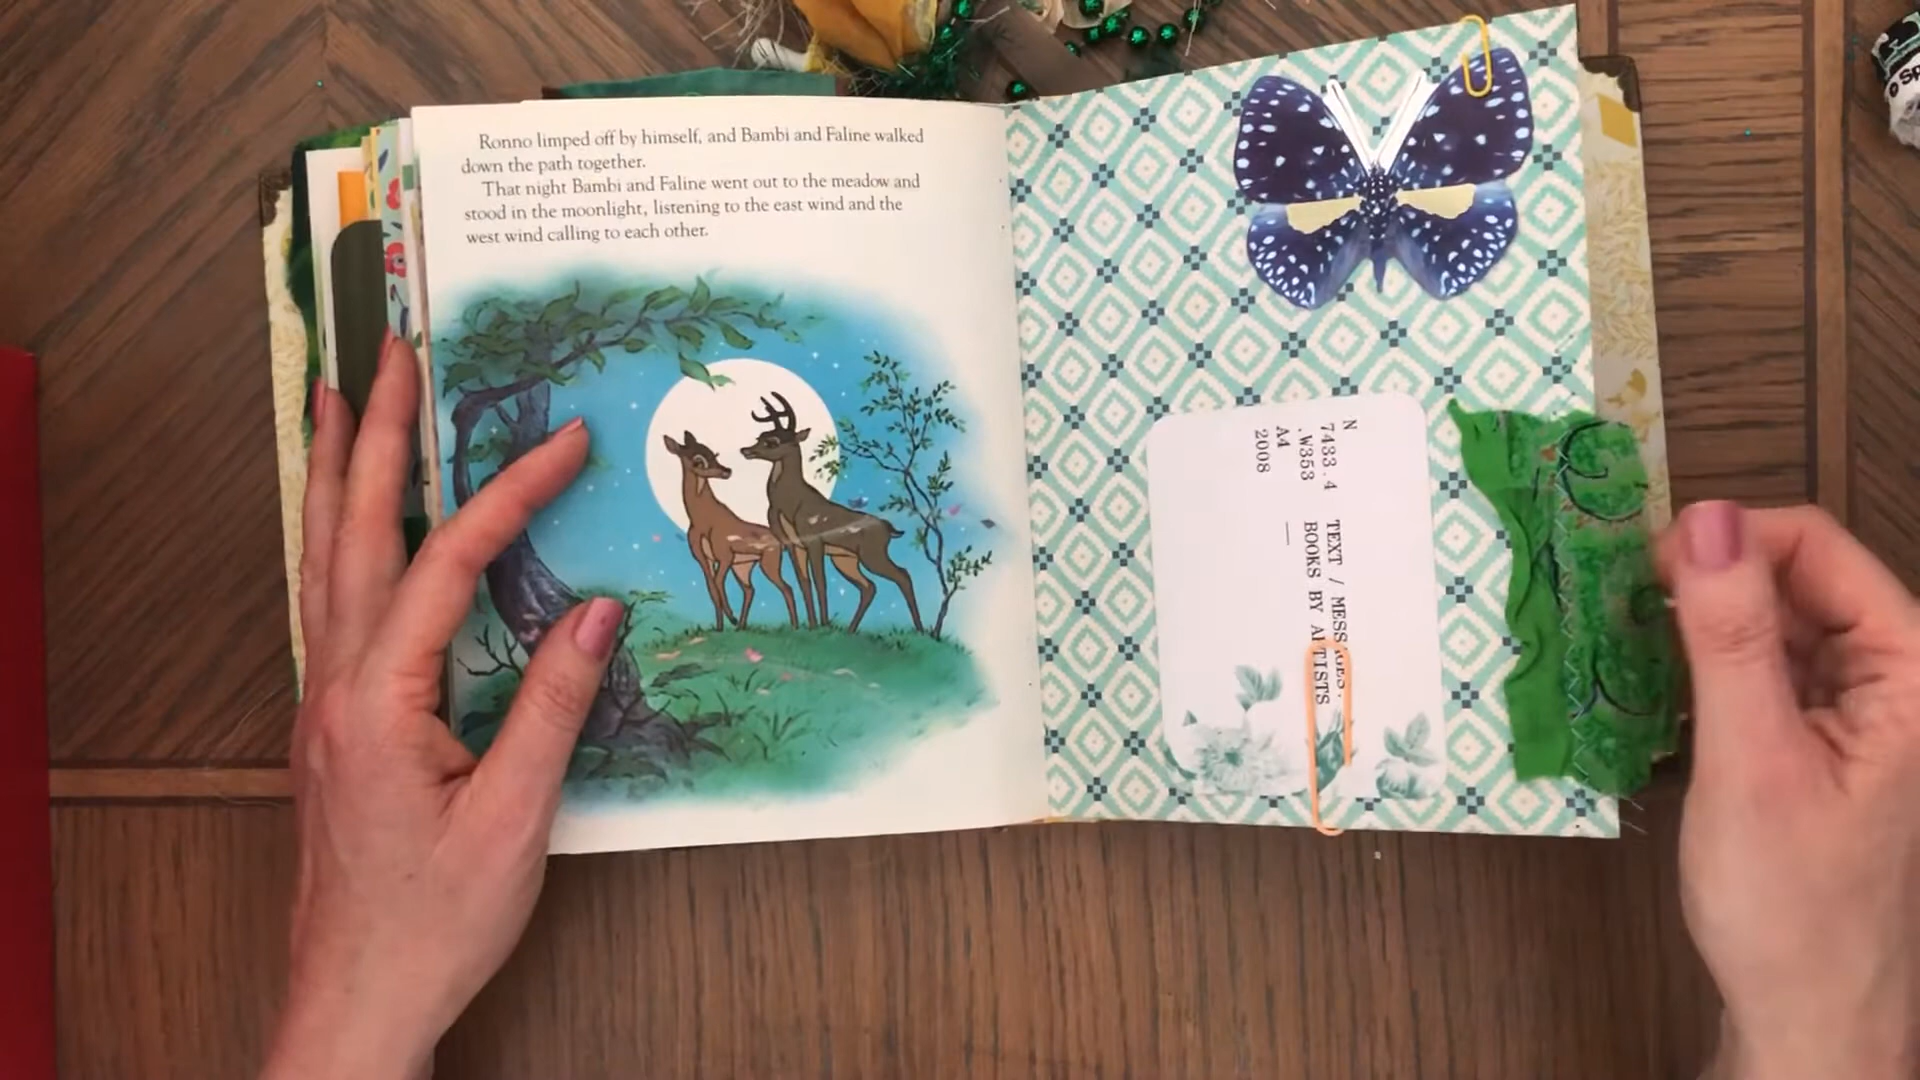 Ronno limped off by himself, and Bambi and Faline walked
down the path together.
That night Bambi and Faline went out to the meadow and
stood in the moonlight, listening to the east wind and the
west wind calling to each other.
N
7433.4 TEXT / MESSAGES:
.W353 BOOKS BY ARTISTS
A4
2008 —